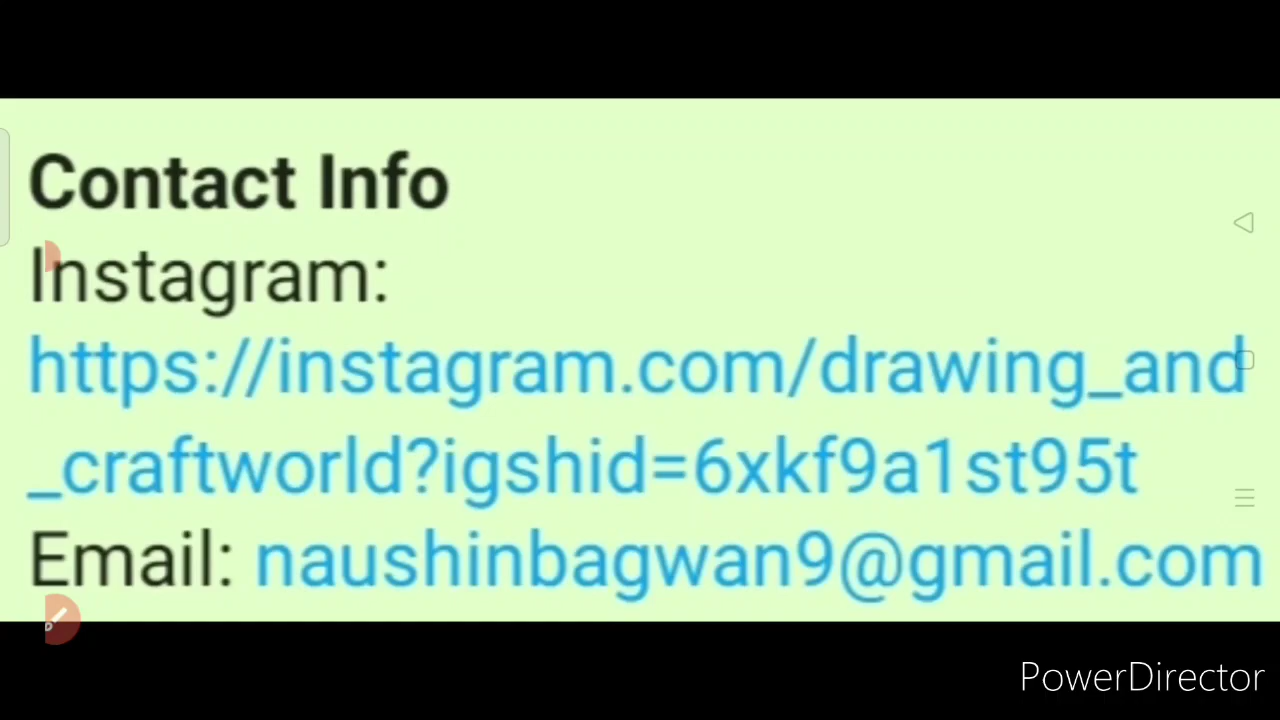 Contact Info
Instagram:
https://instagram.com/drawing_and
_craftworld?igshid=6xkf9a1st95t
Email: naushinbagwan9@gmail.com
PowerDirector